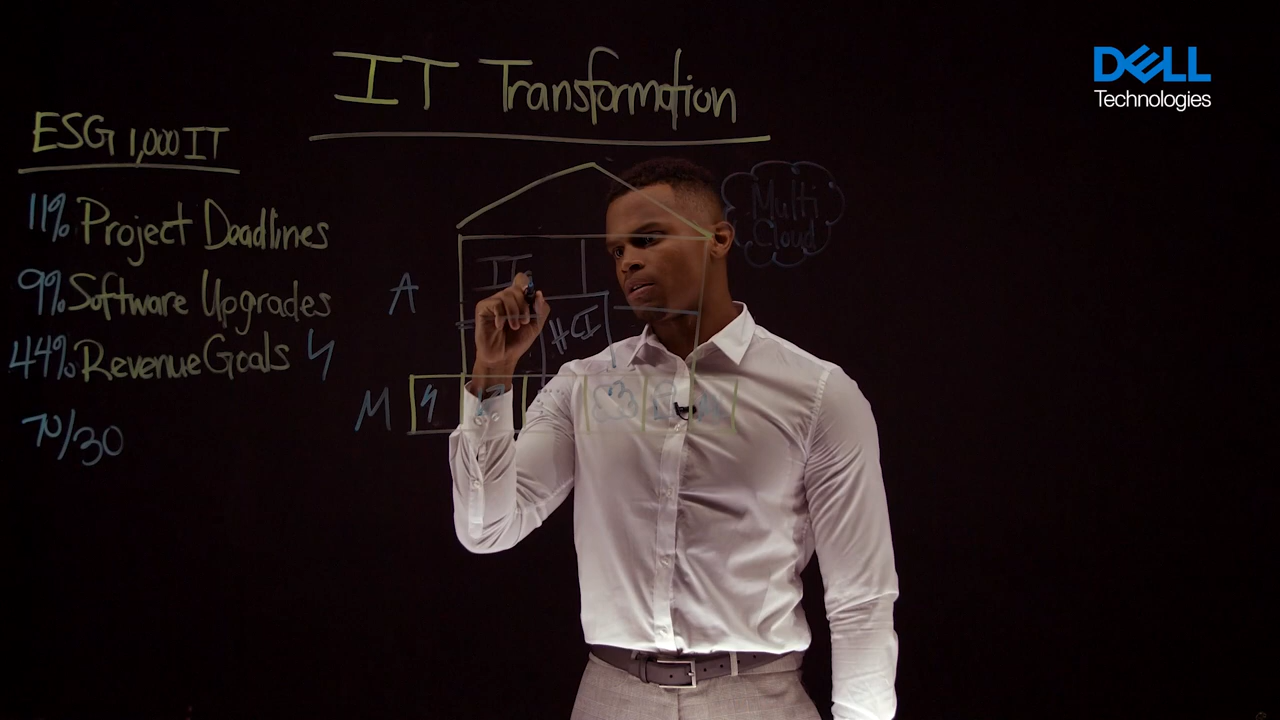 IT Transformation
DELL
Technologies
ESG 1,000 IT
11% Project Deadlines
9% Software Upgrades
44% Revenue Goals
70/30
Multi
Cloud
IT
A
HCI
M